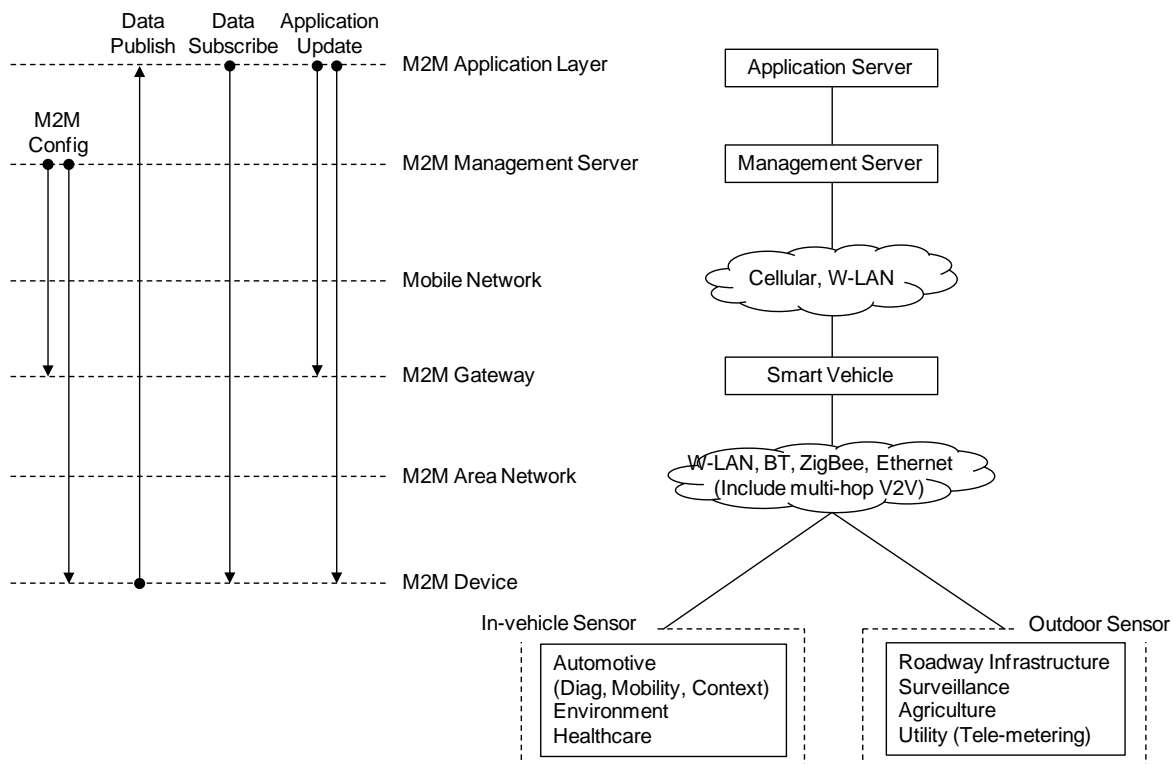 Data
Publish
Data
Subscribe
Application
Update
M2M Application Layer
Application Server
M2M
Config
M2M Management Server
Management Server
Mobile Network
Cellular, W-LAN
M2M Gateway
Smart Vehicle
M2M Area Network
W-LAN, BT, ZigBee, Ethernet
(Include multi-hop V2V)
M2M Device
In-vehicle Sensor
Automotive
(Diag, Mobility, Context)
Environment
Healthcare
Outdoor Sensor
Roadway Infrastructure
Surveillance
Agriculture
Utility (Tele-metering)